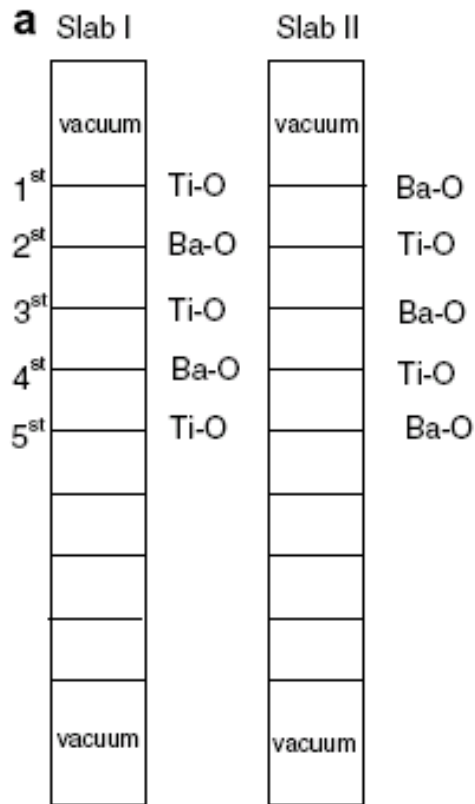 a Slab I Slab II
vacuum vacuum
1st Ti-O Ba-O
2st Ba-O Ti-O
3st Ti-O Ba-O
4st Ba-O Ti-O
5st Ti-O Ba-O
vacuum vacuum